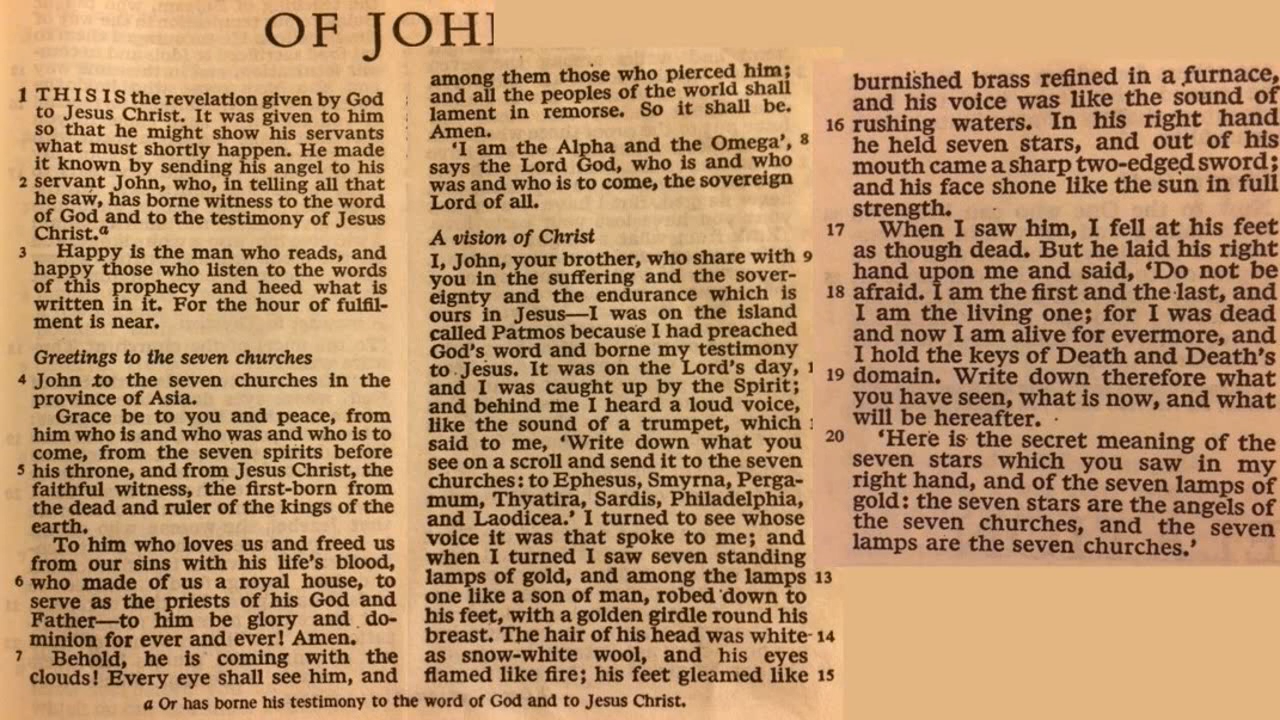 OF JOH
1 THIS IS the revelation given by God
to Jesus Christ. It was given to him
so that he might show his servants
what must shortly happen. He made
it known by sending his angel to his
2 servant John, who, in telling all that
he saw, has borne witness to the word
of God and to the testimony of Jesus
Christ.a
3 Happy is the man who reads, and
happy those who listen to the words
of this prophecy and heed what is
written in it. For the hour of fulfil-
ment is near.
Greetings to the seven churches
4 John to the seven churches in the
province of Asia.
Grace be to you and peace, from
him who is and who was and who is to
come, from the seven spirits before
5 his throne, and from Jesus Christ, the
faithful witness, the first-born from
the dead and ruler of the kings of the
earth.
To him who loves us and freed us
from our sins with his life's blood,
6 who made of us a royal house, to
serve as the priests of his God and
Father—to him be glory and do-
minion for ever and ever! Amen.
7 Behold, he is coming with the
clouds! Every eye shall see him, and
among them those who pierced him;
and all the peoples of the world shall
lament in remorse. So it shall be.
Amen.
‘I am the Alpha and the Omega’, 8
says the Lord God, who is and who
was and who is to come, the sovereign
Lord of all.
A vision of Christ
I, John, your brother, who share with 9
you in the suffering and the sover-
eignty and the endurance which is
ours in Jesus—I was on the island
called Patmos because I had preached
God's word and borne my testimony
to Jesus. It was on the Lord's day, 1
and I was caught up by the Spirit;
and behind me I heard a loud voice,
like the sound of a trumpet, which 1
said to me, ‘Write down what you
see on a scroll and send it to the seven
churches: to Ephesus, Smyrna, Perga-
mum, Thyatira, Sardis, Philadelphia,
and Laodicea.’ I turned to see whose
voice it was that spoke to me; and
when I turned I saw seven standing
lamps of gold, and among the lamps 13
one like a son of man, robed down to
his feet, with a golden girdle round his
breast. The hair of his head was white 14
as snow-white wool, and his eyes
flamed like fire; his feet gleamed like 15
burnished brass refined in a furnace,
and his voice was like the sound of
16 rushing waters. In his right hand
he held seven stars, and out of his
mouth came a sharp two-edged sword;
and his face shone like the sun in full
strength.
17 When I saw him, I fell at his feet
as though dead. But he laid his right
hand upon me and said, ‘Do not be
18 afraid. I am the first and the last, and
I am the living one; for I was dead
and now I am alive for evermore, and
I hold the keys of Death and Death's
19 domain. Write down therefore what
you have seen, what is now, and what
will be hereafter.
20 ‘Here is the secret meaning of the
seven stars which you saw in my
right hand, and of the seven lamps of
gold: the seven stars are the angels of
the seven churches, and the seven
lamps are the seven churches.’
a Or has borne his testimony to the word of God and to Jesus Christ.